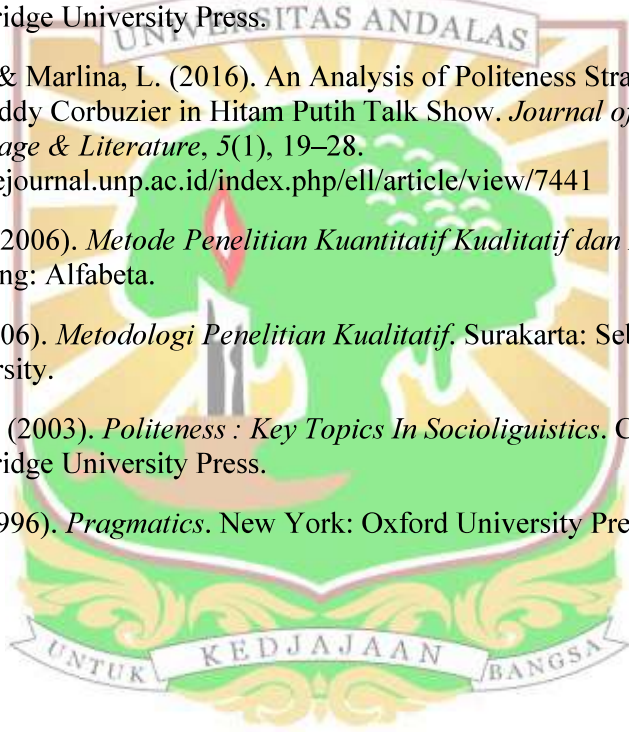 ridge University Press.
UNIVERSITAS ANDALAS
& Marlina, L. (2016). An Analysis of Politeness Stra
ddy Corbuzier in Hitam Putih Talk Show. Journal of
age & Literature, 5(1), 19–28.
ejournal.unp.ac.id/index.php/ell/article/view/7441
2006). Metode Penelitian Kuantitatif Kualitatif dan
ng: Alfabeta.
06). Metodologi Penelitian Kualitatif. Surakarta: Seb
rsity.
(2003). Politeness : Key Topics In Socioliguistics. C
ridge University Press.
996). Pragmatics. New York: Oxford University Pre
UNTUK KEDJAJAAN BANGSA